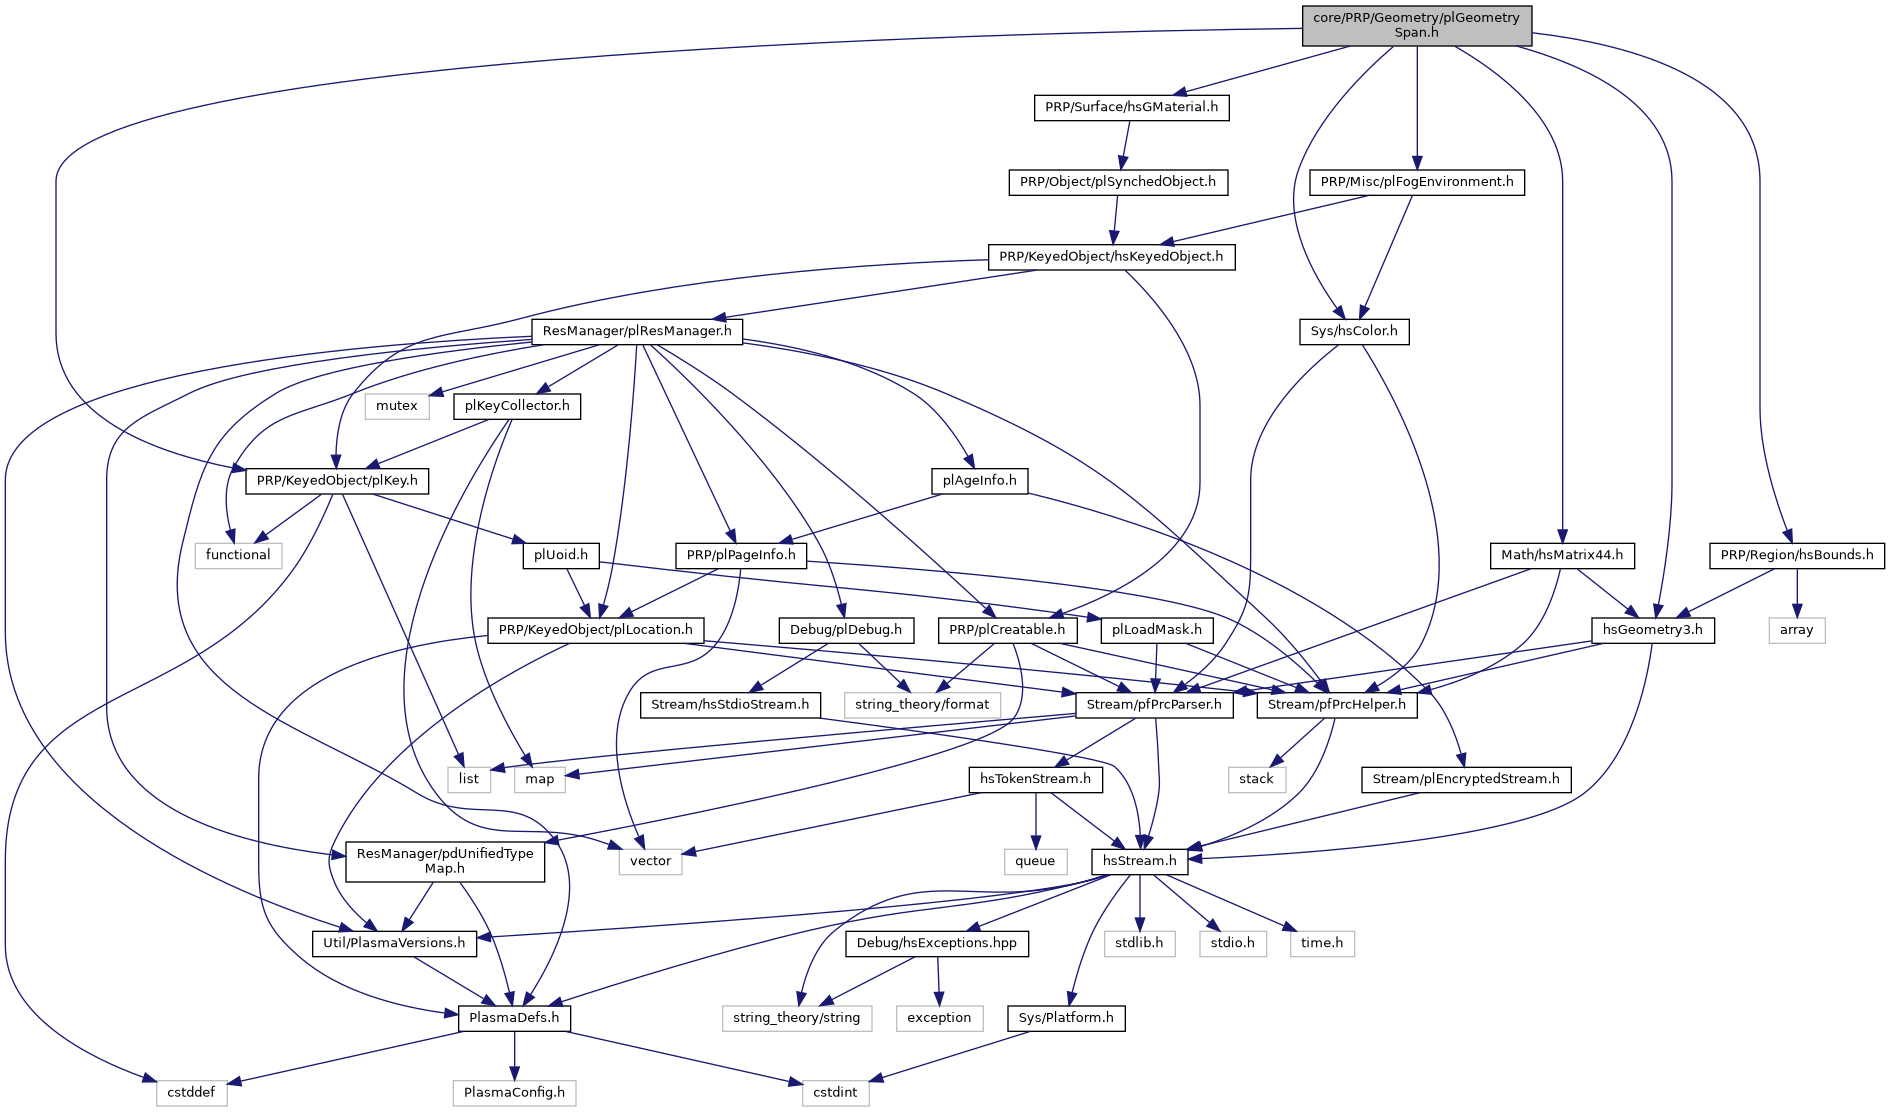 core/PRP/Geometry/plGeometry
Span.h
PRP/Surface/hsGMaterial.h
PRP/Object/plSynchedObject.h
PRP/Misc/plFogEnvironment.h
PRP/KeyedObject/hsKeyedObject.h
ResManager/plResManager.h
Sys/hsColor.h
mutex
plKeyCollector.h
PRP/KeyedObject/plKey.h
plAgeInfo.h
functional
plUoid.h
PRP/plPageInfo.h
Math/hsMatrix44.h
PRP/Region/hsBounds.h
PRP/KeyedObject/plLocation.h
Debug/plDebug.h
PRP/plCreatable.h
plLoadMask.h
hsGeometry3.h
array
Stream/hsStdioStream.h
string_theory/format
Stream/pfPrcParser.h
Stream/pfPrcHelper.h
list
map
hsTokenStream.h
stack
Stream/plEncryptedStream.h
ResManager/pdUnifiedType
Map.h
vector
queue
hsStream.h
Util/PlasmaVersions.h
Debug/hsExceptions.hpp
stdlib.h
stdio.h
time.h
PlasmaDefs.h
string_theory/string
exception
Sys/Platform.h
cstddef
PlasmaConfig.h
cstdint